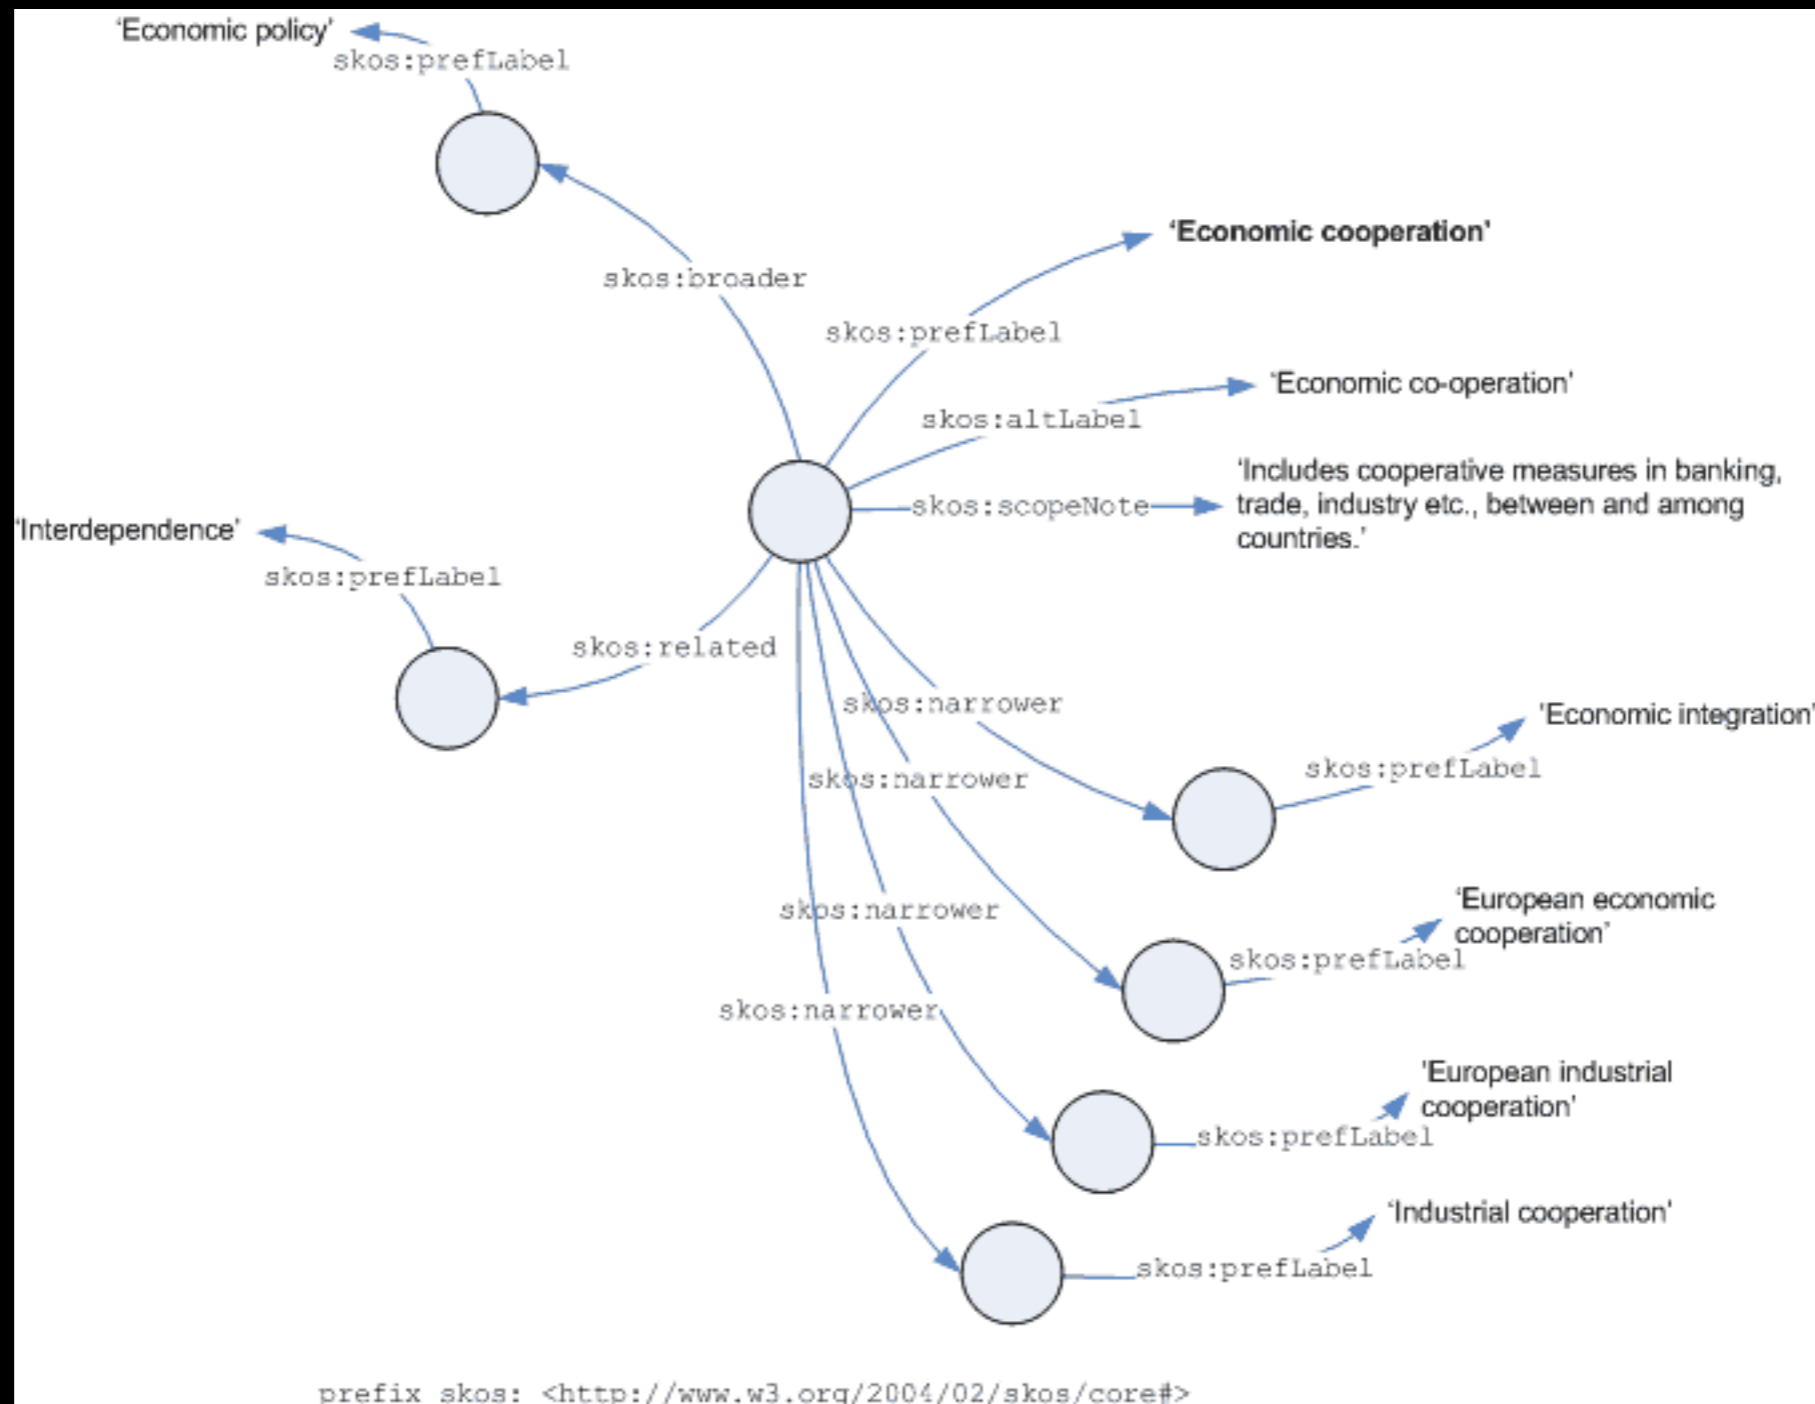 ‘Economic policy’
skos:prefLabel
skos:broader
‘Economic cooperation’
skos:prefLabel
‘Economic co-operation’
skos:altLabel
‘Includes cooperative measures in banking,
skos:scopeNote
trade, industry etc., between and among
countries.’
‘Interdependence’
skos:prefLabel
skos:related
skos:narrower
‘Economic integration’
skos:prefLabel
skos:narrower
‘European economic
cooperation’
skos:prefLabel
skos:narrower
‘European industrial
cooperation’
skos:prefLabel
skos:narrower
‘Industrial cooperation’
skos:prefLabel
prefix skos: <http://www.w3.org/2004/02/skos/core#>